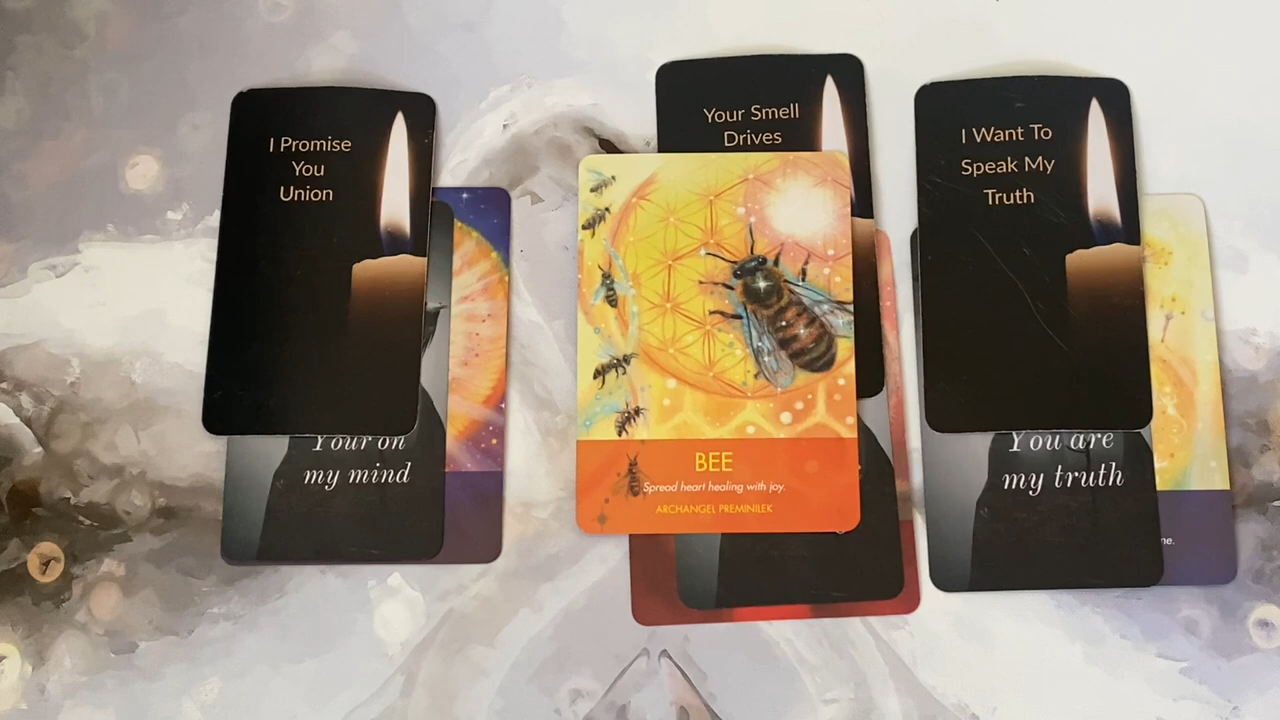 I Promise
You
Union
Your on
my mind
Your Smell
Drives
BEE
Spread heart healing with joy.
ARCHANGEL PREMINILEK
I Want To
Speak My
Truth
You are
my truth
ne.